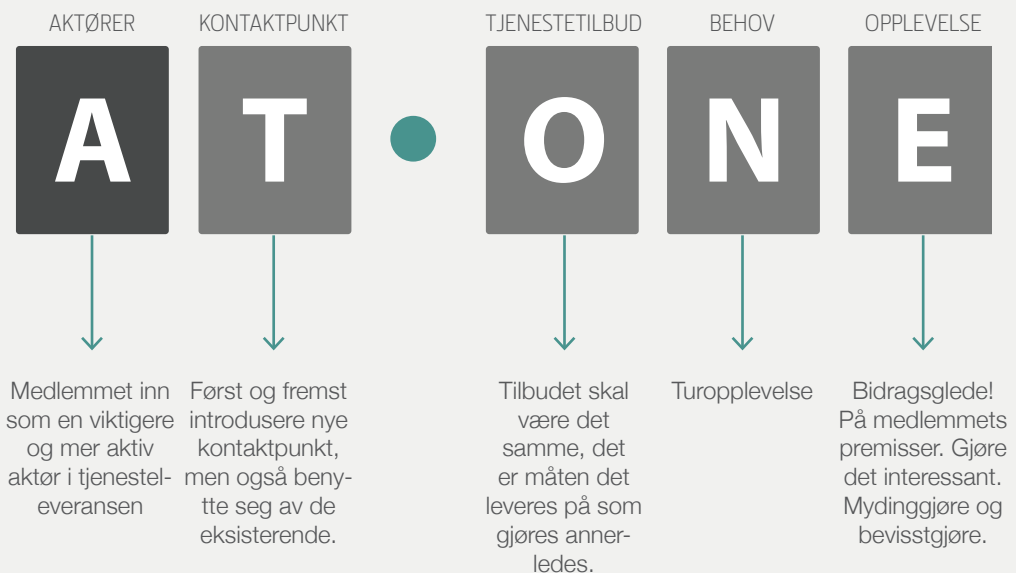 AKTØRER
KONTAKTPUNKT
TJENESTETILBUD
BEHOV
OPPLEVELSE
A
T
O
N
E
Medlemmet inn
som en viktigere
og mer aktiv
aktør i tjenestel-
everansen
Først og fremst
introdusere nye
kontaktpunkt,
men også beny-
tte seg av de
eksisterende.
Tilbudet skal
være det
samme, det
er måten det
leveres på som
gjøres anner-
ledes.
Turopplevelse
Bidragsglede!
På medlemmets
premisser. Gjøre
det interessant.
Mydinggjøre og
bevisstgjøre.